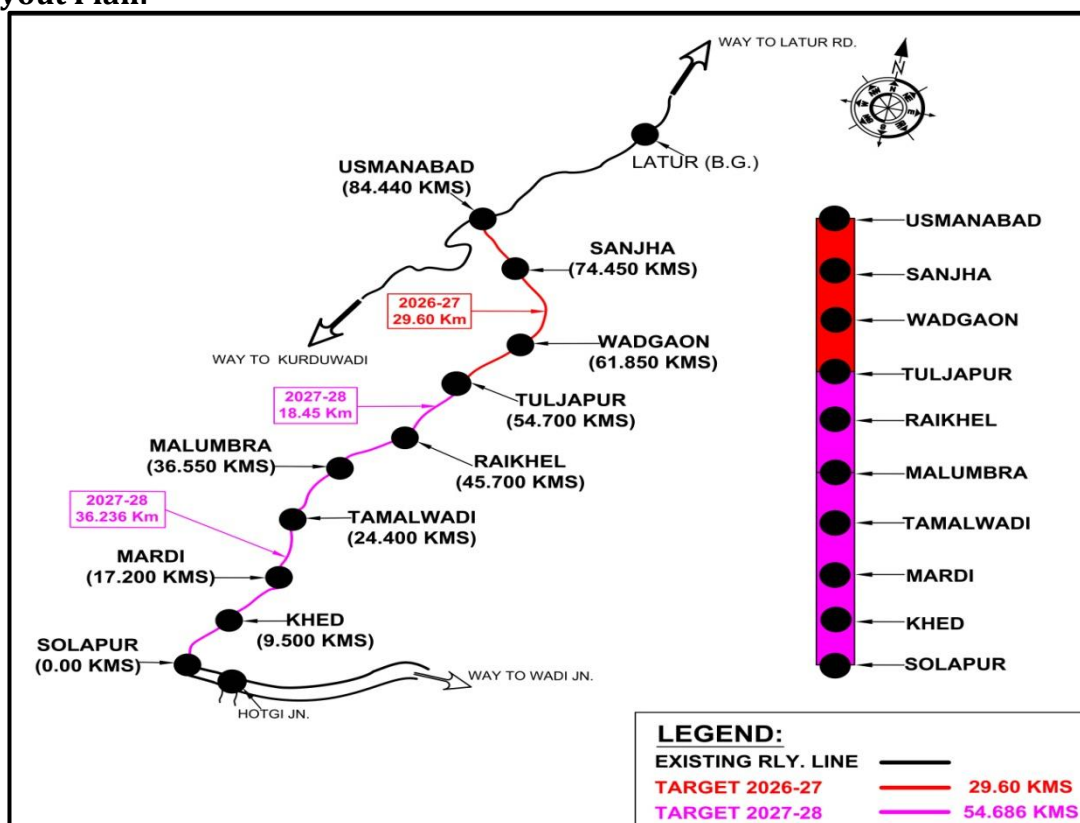 yout Plan:
WAY TO LATUR RD.
N
LATUR (B.G.)
USMANABAD
(84.440 KMS)
SANJHA
(74.450 KMS)
2026-27
29.60 Km
WAY TO KURDUWADI
WADGAON
(61.850 KMS)
2027-28
18.45 Km
TULJAPUR
(54.700 KMS)
MALUMBRA
(36.550 KMS)
RAIKHEL
(45.700 KMS)
2027-28
36.236 Km
TAMALWADI
(24.400 KMS)
MARDI
(17.200 KMS)
KHED
(9.500 KMS)
SOLAPUR
(0.00 KMS)
WAY TO WADI JN.
HOTGI JN.
USMANABAD
SANJHA
WADGAON
TULJAPUR
RAIKHEL
MALUMBRA
TAMALWADI
MARDI
KHED
SOLAPUR
LEGEND:
EXISTING RLY. LINE
TARGET 2026-27 29.60 KMS
TARGET 2027-28 54.686 KMS